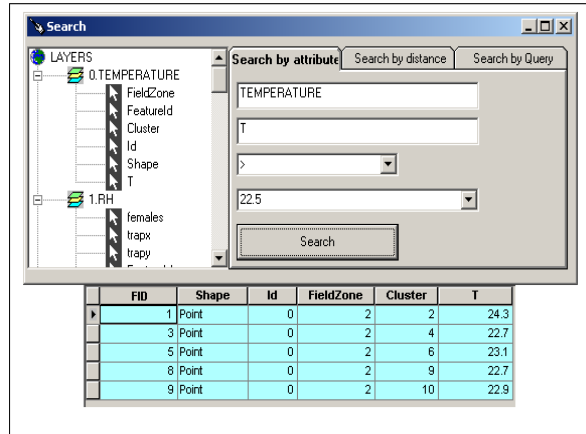 Search
LAYERS
0.TEMPERATURE
FieldZone
FeatureId
Cluster
Id
Shape
T
1.RH
females
trapx
trapy
Search by attribute
Search by distance
Search by Query
TEMPERATURE
T
>
22.5
Search
FID Shape Id FieldZone Cluster T
1 Point 0 2 2 24.3
3 Point 0 2 4 22.7
5 Point 0 2 6 23.1
8 Point 0 2 9 22.7
9 Point 0 2 10 22.9